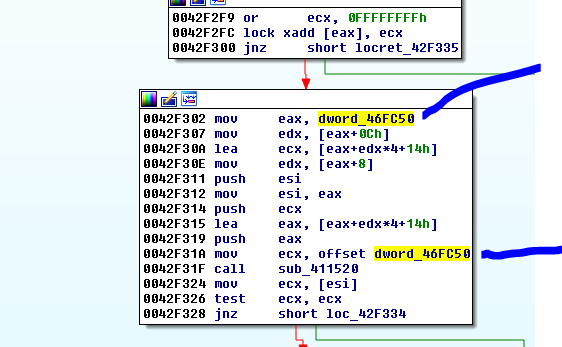 0042F2F9 or ecx, 0FFFFFFFFh
0042F2FC lock xadd [eax], ecx
0042F300 jnz short locret_42F335
0042F302 mov eax, dword_46FC50
0042F307 mov edx, [eax+0Ch]
0042F30A lea ecx, [eax+edx*4+14h]
0042F30E mov edx, [eax+8]
0042F311 push esi
0042F312 mov esi, eax
0042F314 push ecx
0042F315 lea eax, [eax+edx*4+14h]
0042F319 push eax
0042F31A mov ecx, offset dword_46FC50
0042F31F call sub_411520
0042F324 mov ecx, [esi]
0042F326 test ecx, ecx
0042F328 jnz short loc_42F334